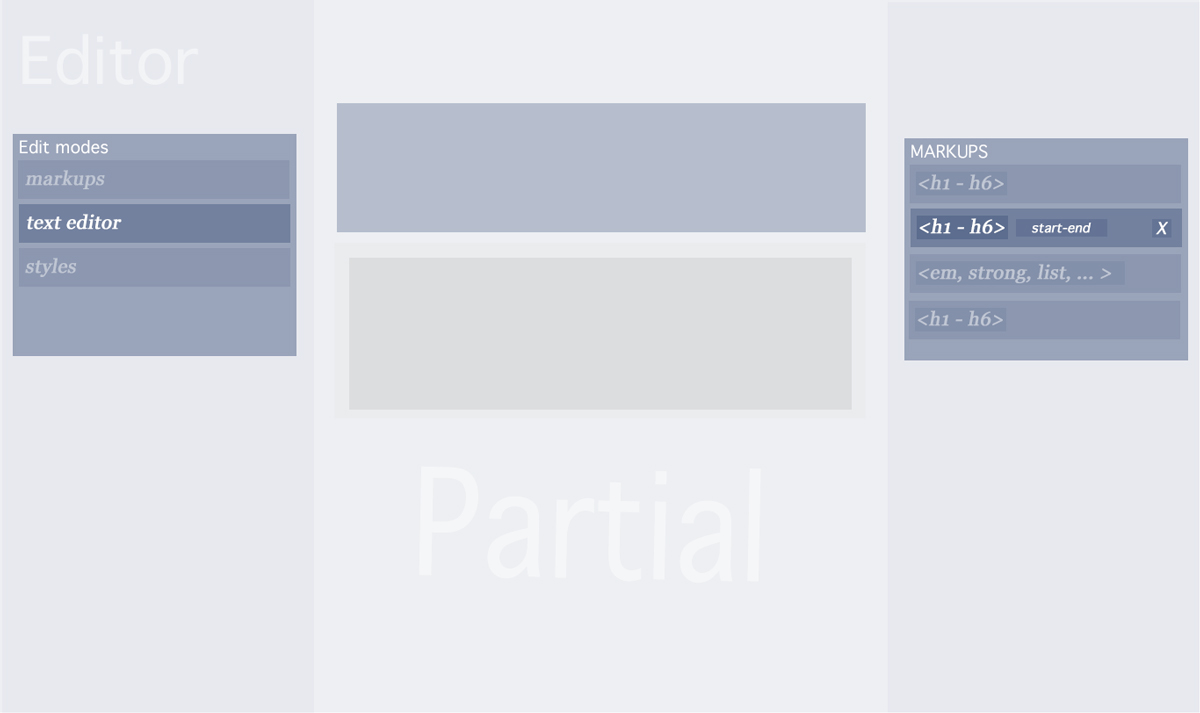 Editor
Edit modes
markups
text editor
styles
Partial
MARKUPS
<h1 - h6>
<h1 - h6> start-end X
<em, strong, list, ... >
<h1 - h6>